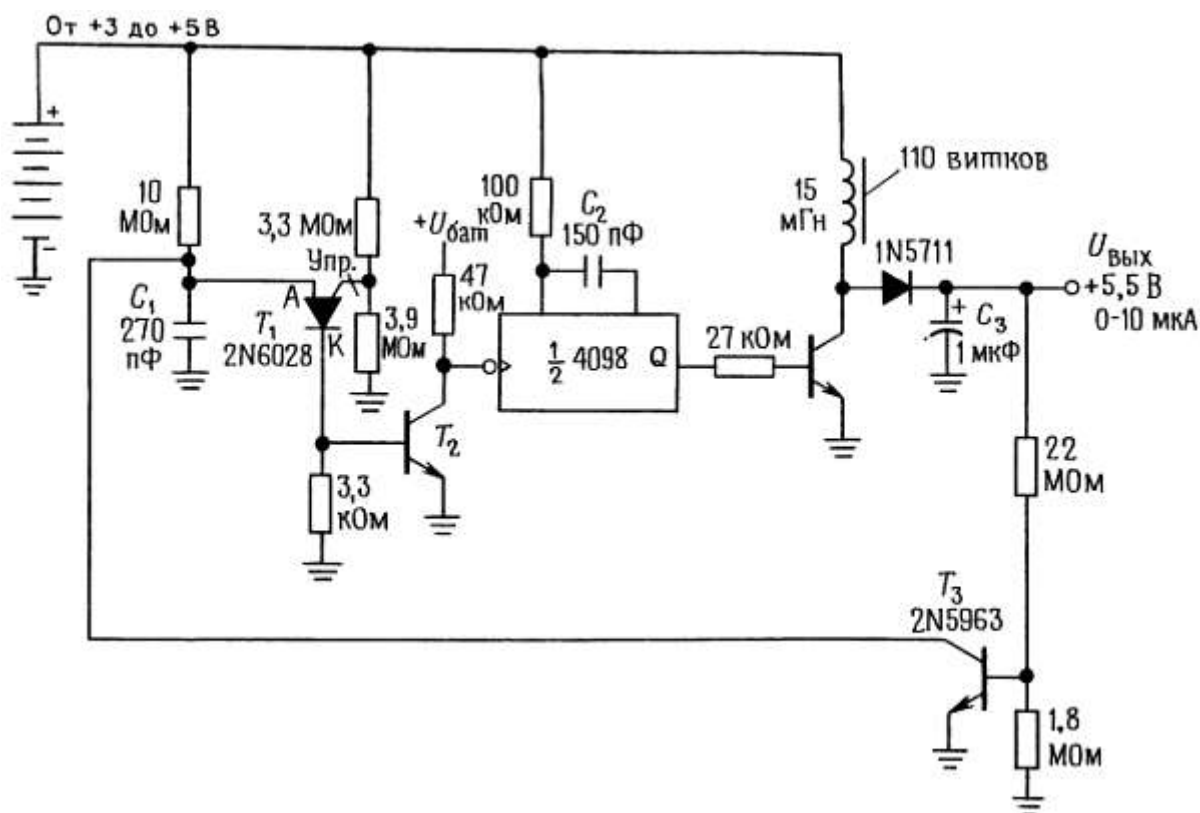 От +3 до +5 В
+
-
10
МОм
3,3 МОм
Упр.
А
К
C1
270
пФ
T1
2N6028
3,9
МОм
+Uбат
47
кОм
100
кОм
C2
150 пФ
1/2 4098
Q
27 кОм
15
мГн
110 витков
1N5711
Uвых
+5,5 В
0-10 мкА
+
C3
1 мкФ
T2
3,3
кОм
22
МОм
T3
2N5963
1,8
МОм